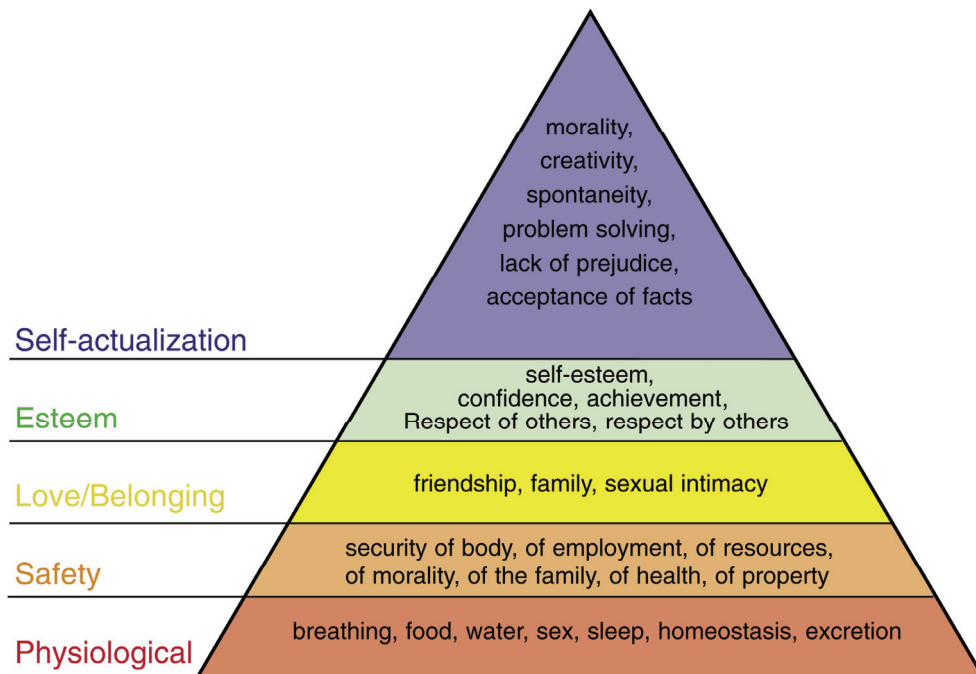 morality,
creativity,
spontaneity,
problem solving,
lack of prejudice,
acceptance of facts
Self-actualization
self-esteem,
confidence, achievement,
Respect of others, respect by others
Esteem
friendship, family, sexual intimacy
Love/Belonging
security of body, of employment, of resources,
of morality, of the family, of health, of property
Safety
breathing, food, water, sex, sleep, homeostasis, excretion
Physiological